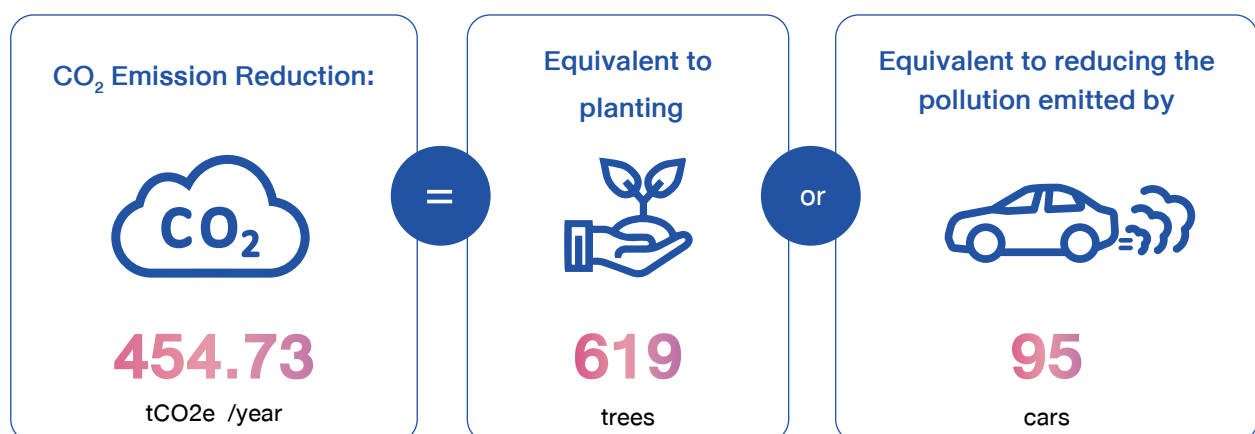 CO₂ Emission Reduction:
CO₂
454.73
tCO2e /year
=
Equivalent to
planting
619
trees
or
Equivalent to reducing the
pollution emitted by
95
cars